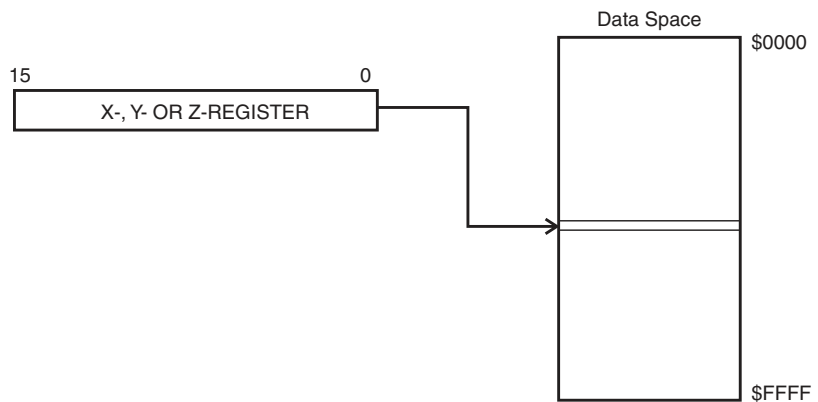 Data Space
$0000
15 0
X-, Y- OR Z-REGISTER
$FFFF